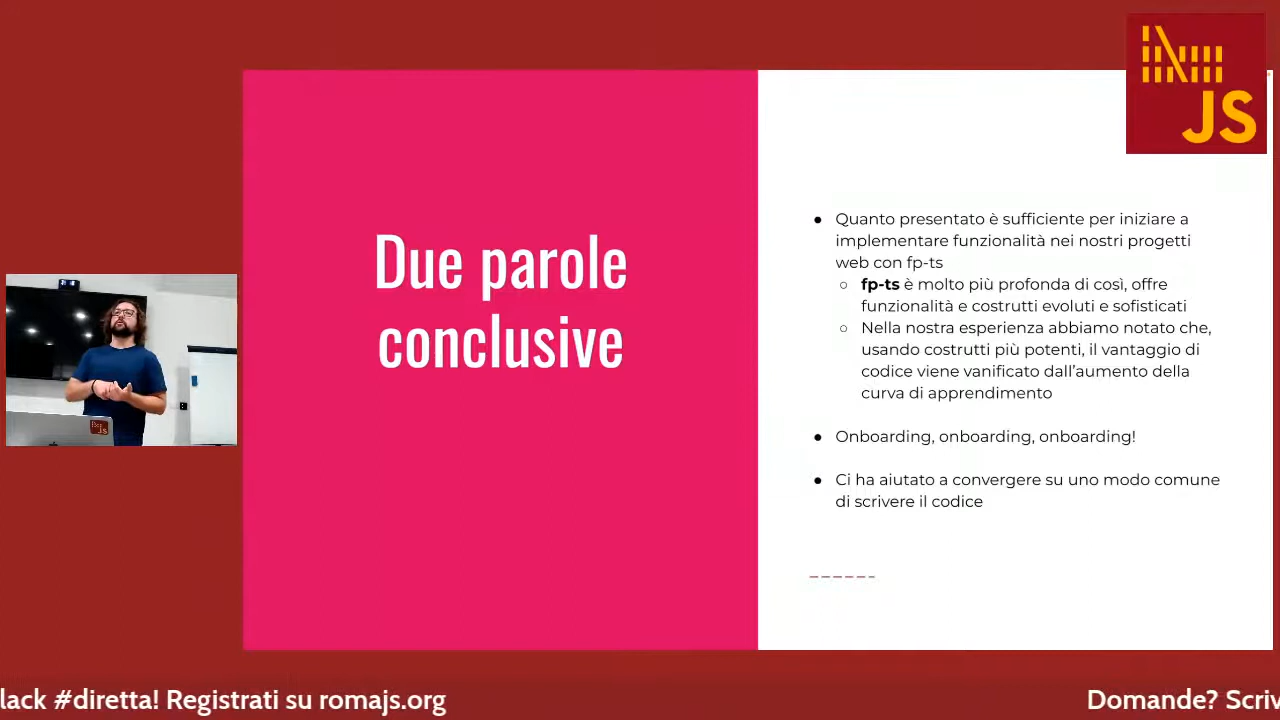 JS
Due parole
conclusive
Quanto presentato è sufficiente per iniziare a
implementare funzionalità nei nostri progetti
web con fp-ts
fp-ts è molto più profonda di così, offre
funzionalità e costrutti evoluti e sofisticati
Nella nostra esperienza abbiamo notato che,
usando costrutti più potenti, il vantaggio di
codice viene vanificato dall'aumento della
curva di apprendimento
Onboarding, onboarding, onboarding!
Ci ha aiutato a convergere su uno modo comune
di scrivere il codice
lack #diretta! Registrati su romajs.org
Domande? Scriv